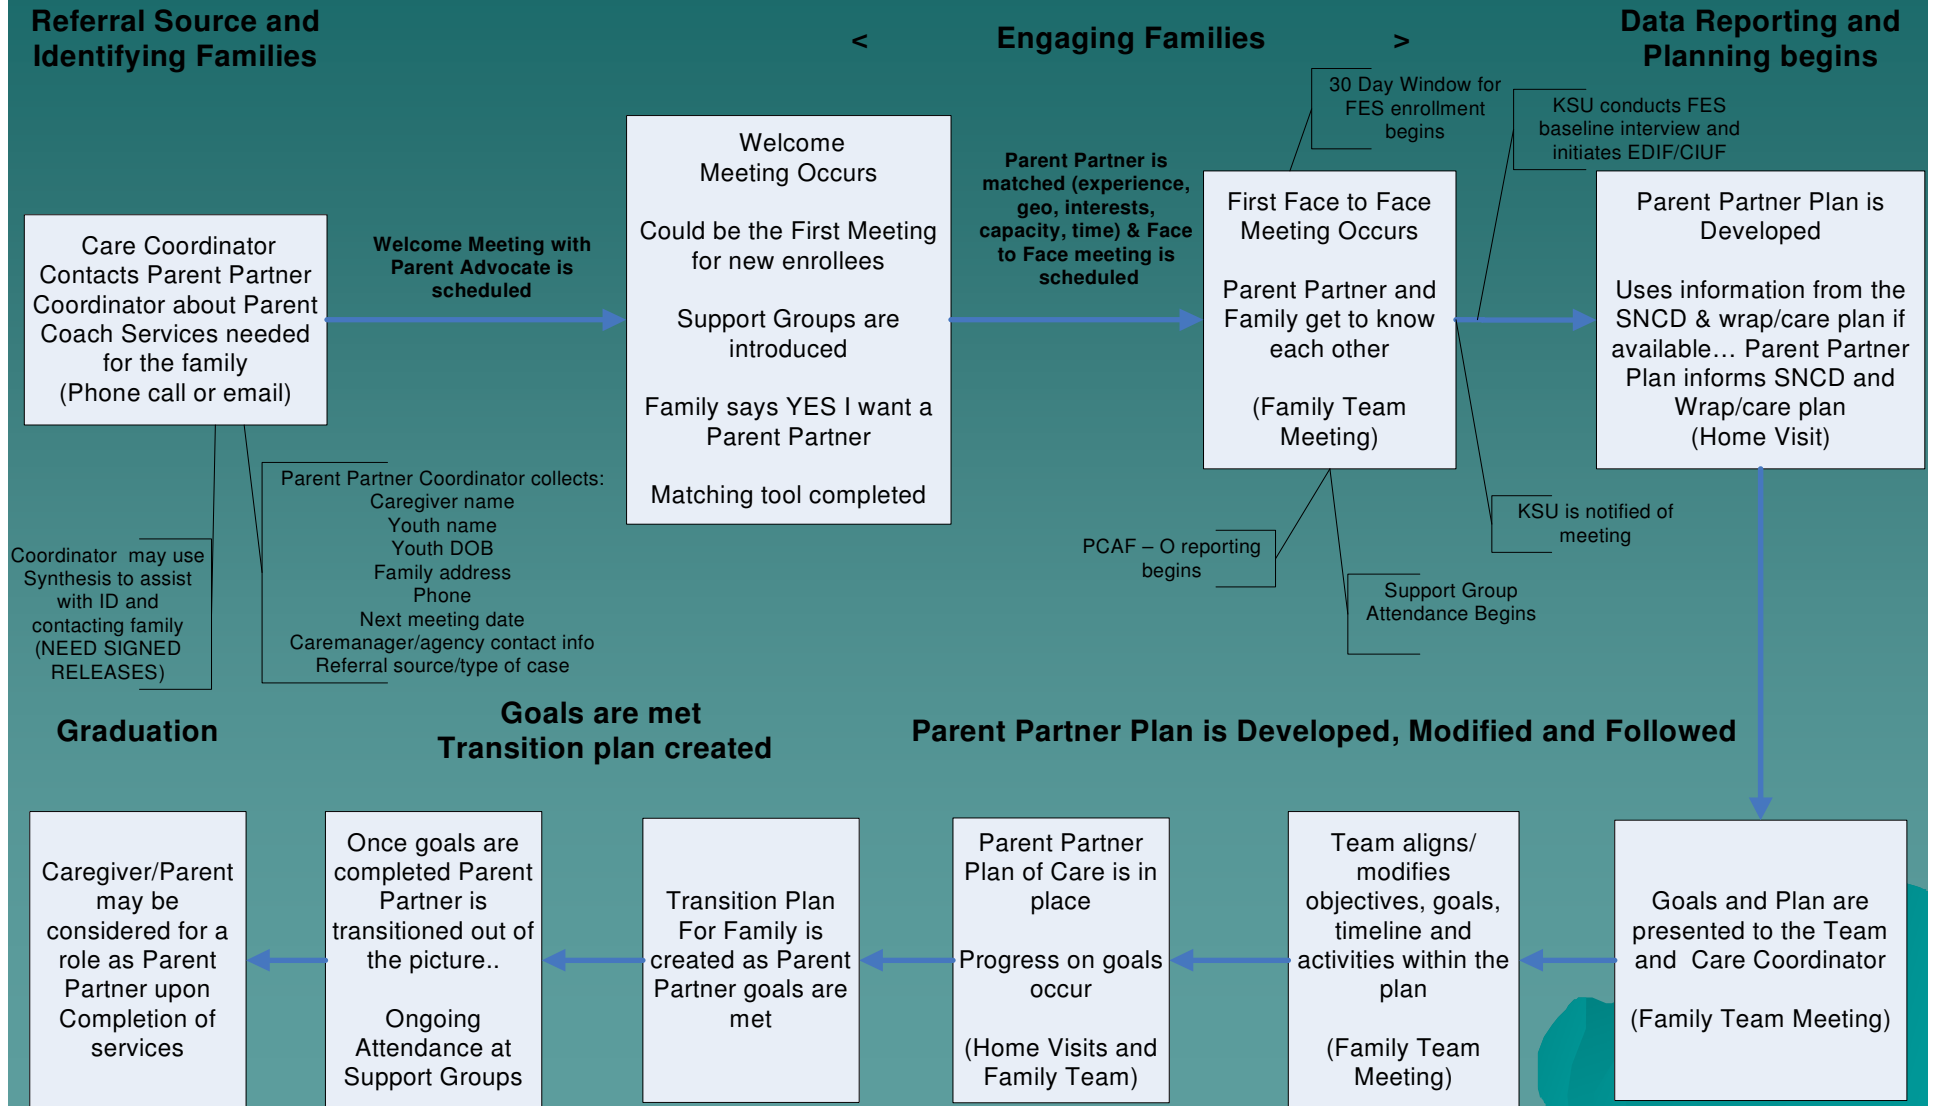 Referral Source and
Identifying Families
<
Engaging Families
>
Data Reporting and
Planning begins
30 Day Window for
FES enrollment
begins
KSU conducts FES
baseline interview and
initiates EDIF/CIUF
Care Coordinator
Contacts Parent Partner
Coordinator about Parent
Coach Services needed
for the family
(Phone call or email)
Welcome Meeting with
Parent Advocate is
scheduled
Welcome
Meeting Occurs
Could be the First Meeting
for new enrollees
Support Groups are
introduced
Family says YES I want a
Parent Partner
Matching tool completed
Parent Partner is
matched (experience,
geo, interests,
capacity, time) & Face
to Face meeting is
scheduled
First Face to Face
Meeting Occurs
Parent Partner and
Family get to know
each other
(Family Team
Meeting)
Parent Partner Plan is
Developed
Uses information from the
SNCD & wrap/care plan if
available… Parent Partner
Plan informs SNCD and
Wrap/care plan
(Home Visit)
Coordinator  may use
Synthesis to assist
with ID and
contacting family
(NEED SIGNED
RELEASES)
Parent Partner Coordinator collects:
Caregiver name
Youth name
Youth DOB
Family address
Phone
Next meeting date
Caremanager/agency contact info
Referral source/type of case
PCAF – O reporting
begins
Support Group
Attendance Begins
KSU is notified of
meeting
Graduation
Goals are met
Transition plan created
Parent Partner Plan is Developed, Modified and Followed
Caregiver/Parent
may be
considered for a
role as Parent
Partner upon
Completion of
services
Once goals are
completed Parent
Partner is
transitioned out of
the picture..
Ongoing
Attendance at
Support Groups
Transition Plan
For Family is
created as Parent
Partner goals are
met
Parent Partner
Plan of Care is in
place
Progress on goals
occur
(Home Visits and
Family Team)
Team aligns/
modifies
objectives, goals,
timeline and
activities within the
plan
(Family Team
Meeting)
Goals and Plan are
presented to the Team
and  Care Coordinator
(Family Team Meeting)